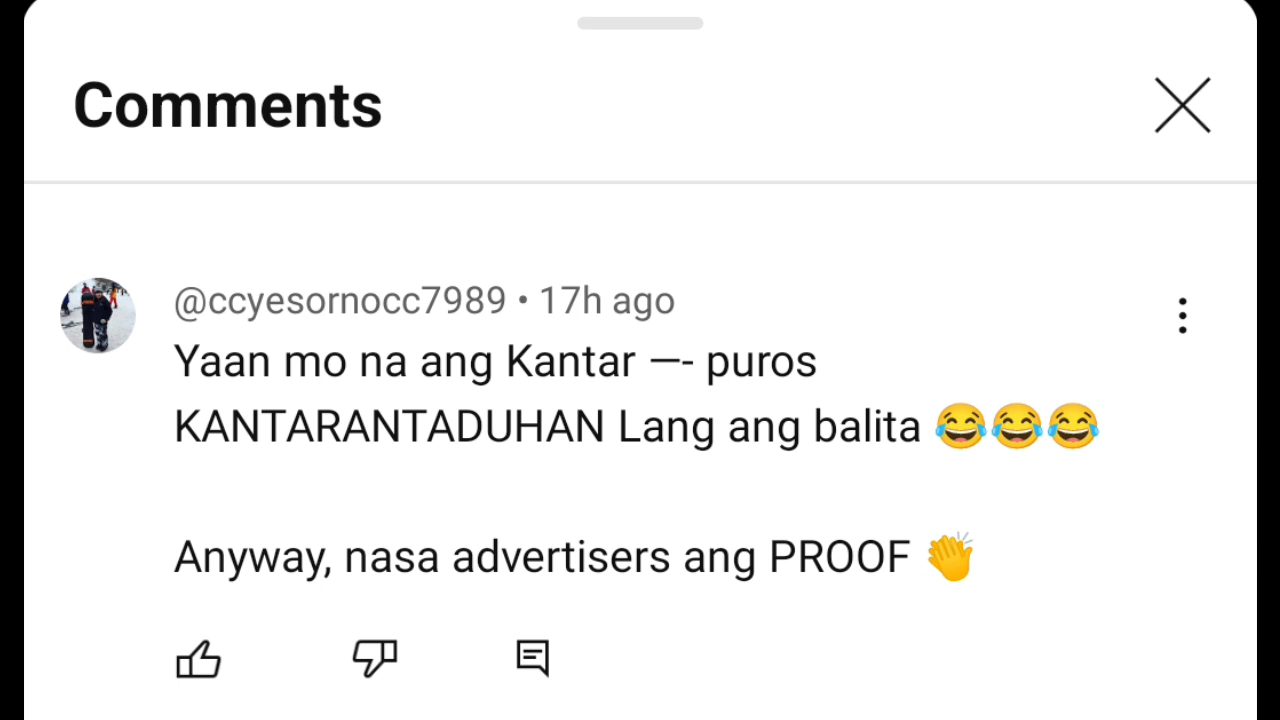 Comments
@ccyesornocc7989 • 17h ago
Yaan mo na ang Kantar —- puros
KANTARANTADUHAN Lang ang balita 😂😂😂
Anyway, nasa advertisers ang PROOF 👏